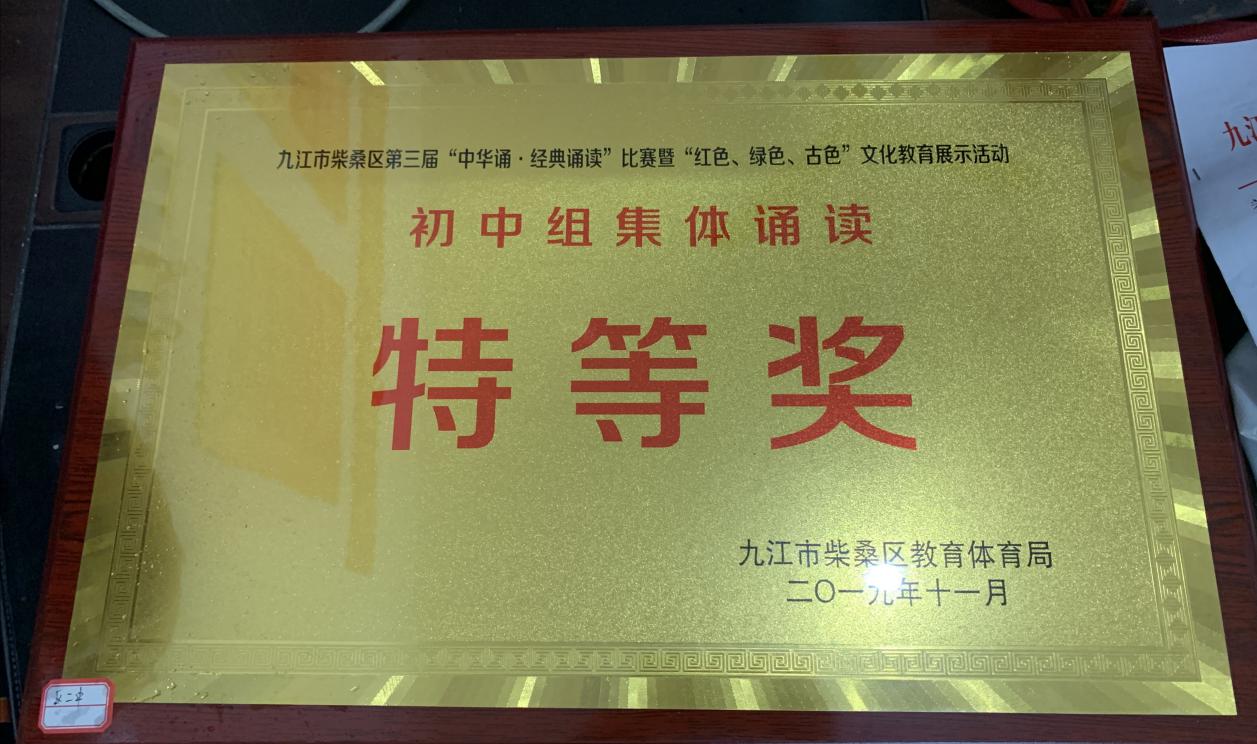 九江市柴桑区第三届“中华诵·经典诵读”比赛暨“红色、绿色、古色”文化教育展示活动
初中组集体诵读
特等奖
九江市柴桑区教育体育局
二〇一九年十一月
九江